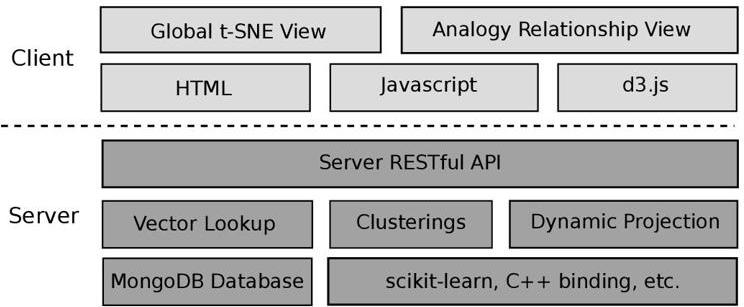 Global t-SNE View
Analogy Relationship View
Client
HTML
Javascript
d3.js
Server RESTful API
Server
Vector Lookup
Clusterings
Dynamic Projection
MongoDB Database
scikit-learn, C++ binding, etc.